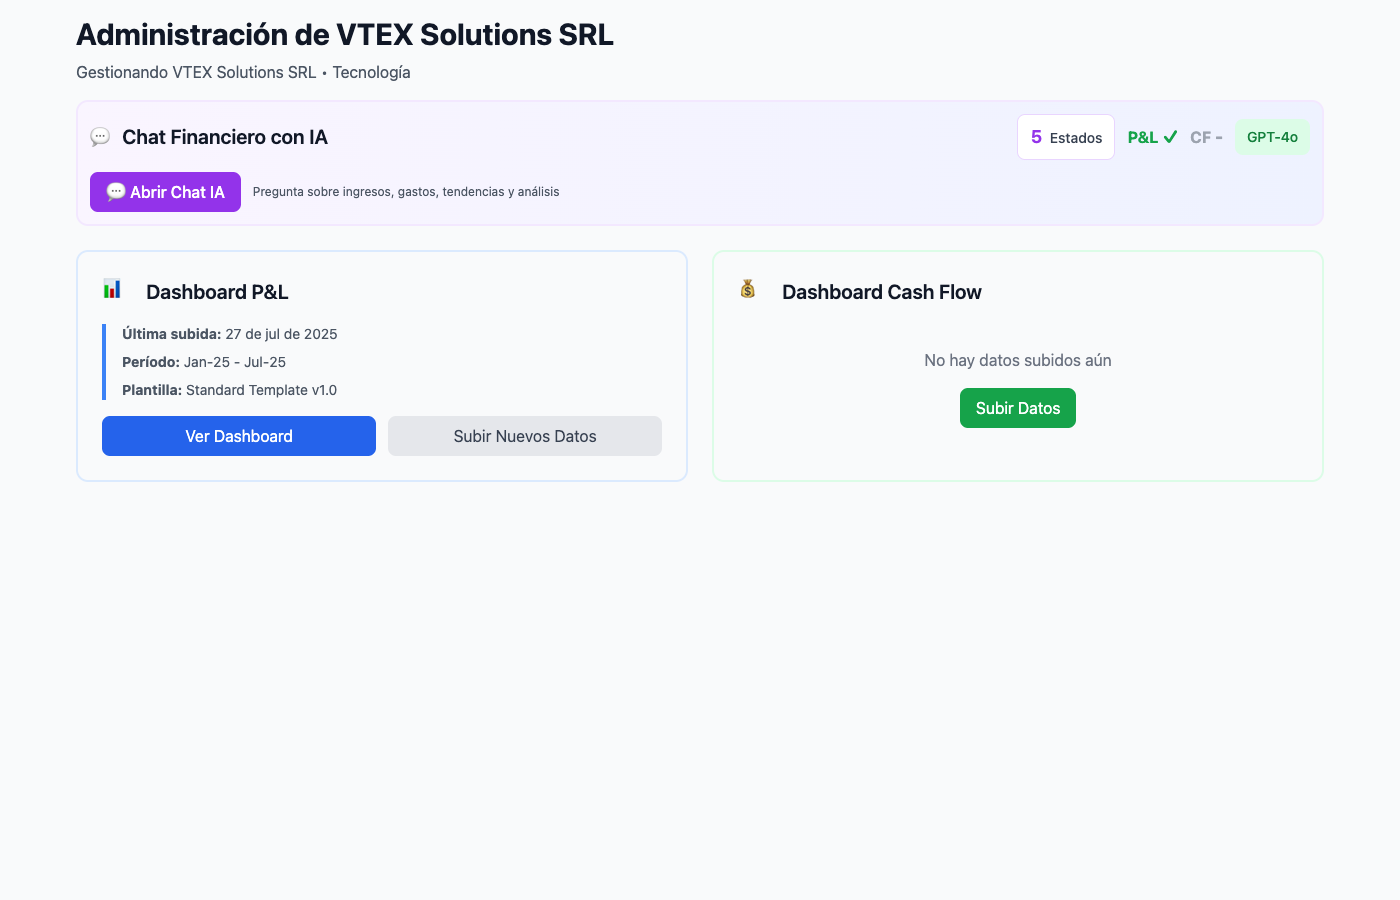 Administración de VTEX Solutions SRL
Gestionando VTEX Solutions SRL • Tecnología
Chat Financiero con IA
5 Estados
P&L ✓
CF -
GPT-4o
Abrir Chat IA
Pregunta sobre ingresos, gastos, tendencias y análisis
Dashboard P&L
Última subida: 27 de jul de 2025
Período: Jan-25 - Jul-25
Plantilla: Standard Template v1.0
Ver Dashboard
Subir Nuevos Datos
Dashboard Cash Flow
No hay datos subidos aún
Subir Datos